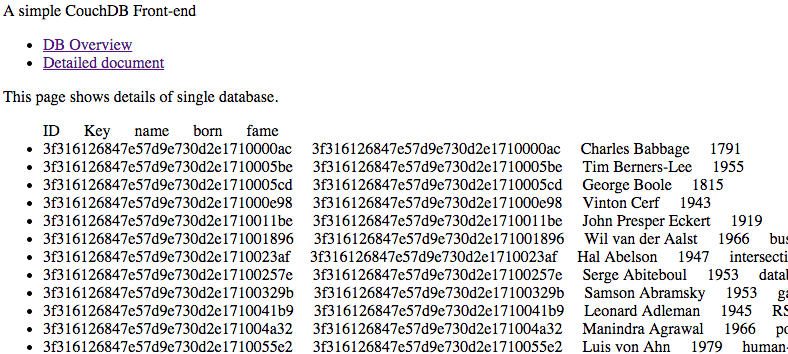 A simple CouchDB Front-end
DB Overview
Detailed document
This page shows details of single database.
ID Key name born fame
3f316126847e57d9e730d2e1710000ac 3f316126847e57d9e730d2e1710000ac Charles Babbage 1791
3f316126847e57d9e730d2e1710005be 3f316126847e57d9e730d2e1710005be Tim Berners-Lee 1955
3f316126847e57d9e730d2e1710005cd 3f316126847e57d9e730d2e1710005cd George Boole 1815
3f316126847e57d9e730d2e171000e98 3f316126847e57d9e730d2e171000e98 Vinton Cerf 1943
3f316126847e57d9e730d2e1710011be 3f316126847e57d9e730d2e1710011be John Presper Eckert 1919
3f316126847e57d9e730d2e171001896 3f316126847e57d9e730d2e171001896 Wil van der Aalst 1966
3f316126847e57d9e730d2e1710023af 3f316126847e57d9e730d2e1710023af Hal Abelson 1947 intersecti
3f316126847e57d9e730d2e17100257e 3f316126847e57d9e730d2e17100257e Serge Abiteboul 1953 datab
3f316126847e57d9e730d2e17100329b 3f316126847e57d9e730d2e17100329b Samson Abramsky 1953 ga
3f316126847e57d9e730d2e1710041b9 3f316126847e57d9e730d2e1710041b9 Leonard Adleman 1945 RS
3f316126847e57d9e730d2e171004a32 3f316126847e57d9e730d2e171004a32 Manindra Agrawal 1966 po
3f316126847e57d9e730d2e1710055e2 3f316126847e57d9e730d2e1710055e2 Luis von Ahn 1979 human-